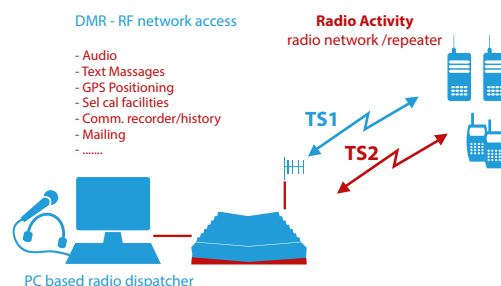 DMR - RF network access
- Audio
- Text Massages
- GPS Positioning
- Sel cal facilities
- Comm. recorder/history
- Mailing
- .......
Radio Activity
radio network /repeater
TS1
TS2
PC based radio dispatcher